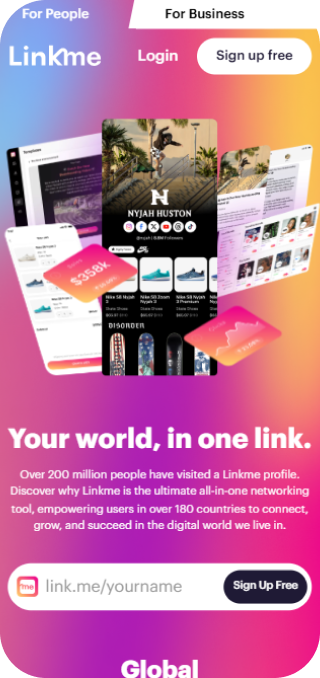 For People
For Business
Linkme
Login
Sign up free
Templates
NYJAH HUSTON
$358k
Nike SB Nyjah 3
Nike SB Zoom Nyjah 3
Nike SB Nyjah 3 Premium
DISORDER
Your world, in one link.
Over 200 million people have visited a Linkme profile.
Discover why Linkme is the ultimate all-in-one networking
tool, empowering users in over 180 countries to connect,
grow, and succeed in the digital world we live in.
me
link.me/yourname
Sign Up Free
Global